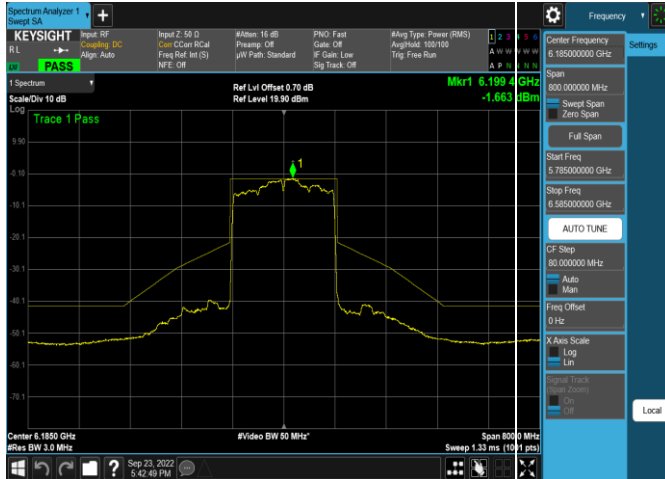 Spectrum Analyzer 1
Swept SA
+
Frequency
KEYSIGHT
RL
PASS
Input: RF
Coupling: DC
Align: Auto
Input Z: 50 Ω
Corr CCorr RCal
Freq Ref: Int (S)
NFE: Off
#Atten: 16 dB
Preamp: Off
µW Path: Standard
PNO: Fast
Gate: Off
IF Gain: Low
Sig Track: Off
#Avg Type: Power (RMS)
Avg|Hold: 100/100
Trig: Free Run
1 2 3 4 5 6
A W W W W W
A P N N N N
1 Spectrum
Scale/Div 10 dB
Log
Ref Lvl Offset 0.70 dB
Ref Level 19.90 dBm
Mkr1 6.199 4 GHz
-1.663 dBm
Trace 1 Pass
1
9.90
-0.10
-10.1
-20.1
-30.1
-40.1
-50.1
-60.1
-70.1
Center 6.1850 GHz
#Res BW 3.0 MHz
#Video BW 50 MHz*
Span 800.0 MHz
Sweep 1.33 ms (1001 pts)
Sep 23, 2022
5:42:49 PM
?
Center Frequency
6.185000000 GHz
Settings
Span
800.000000 MHz
Swept Span
Zero Span
Full Span
Start Freq
5.785000000 GHz
Stop Freq
6.585000000 GHz
AUTO TUNE
CF Step
80.000000 MHz
Auto
Man
Freq Offset
0 Hz
X Axis Scale
Log
Lin
Signal Track
(Span Zoom)
On
Off
Local